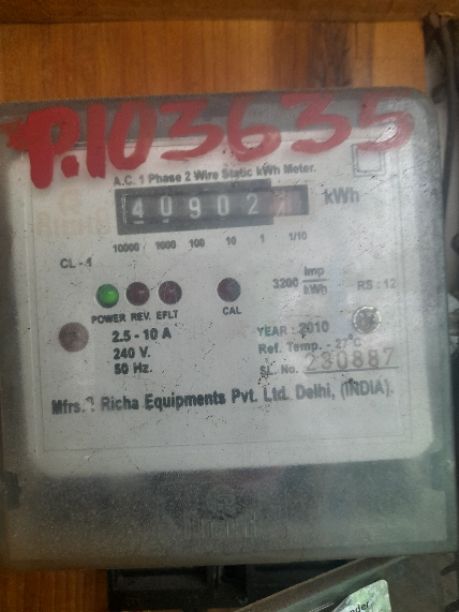 P.103635
A.C. 1 Phase 2 Wire Static kWh Meter.
40902 kWh
RICHA
10000 1000 100 10 1 1/10
CL - 1
3200 Imp/kWh RS : 12
POWER REV. EFLT CAL
2.5 - 10 A
240 V.
50 Hz.
YEAR : 2010
Ref. Temp. - 27°C
SL. No. 230887
Mfrs. : Richa Equipments Pvt. Ltd. Delhi, (INDIA).